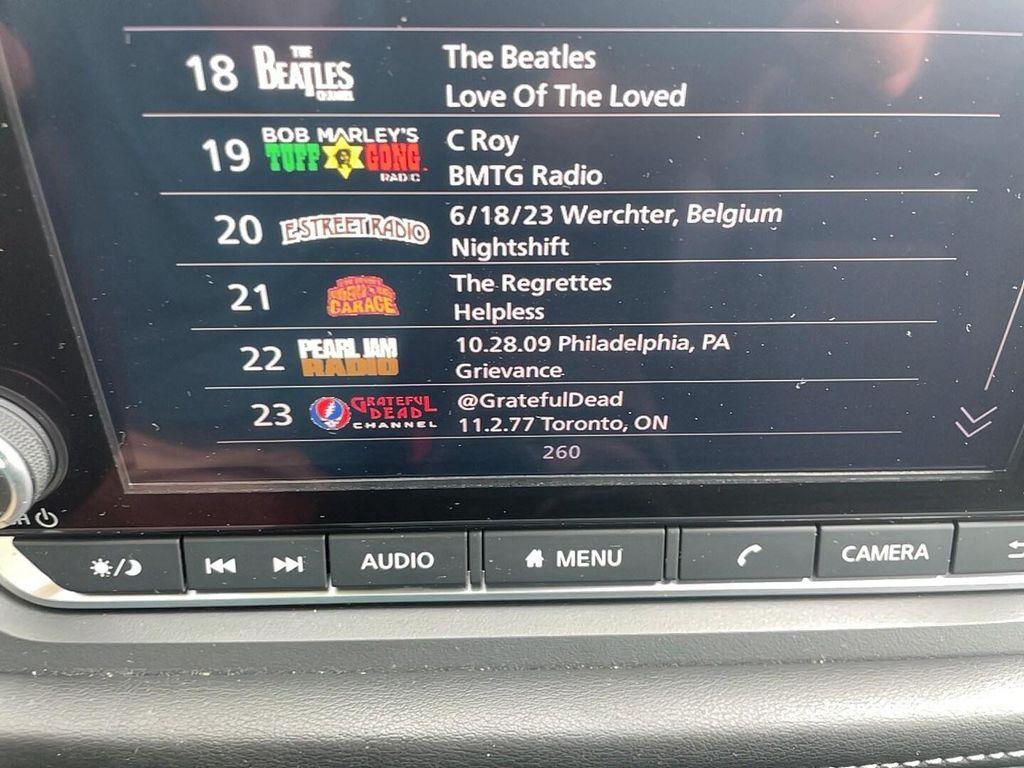 18 THE BEATLES CHANNEL The Beatles
Love Of The Loved
19 BOB MARLEY'S TUFF GONG RADIO C Roy
BMTG Radio
20 E STREET RADIO 6/18/23 Werchter, Belgium
Nightshift
21 GARAGE The Regrettes
Helpless
22 PEARL JAM RADIO 10.28.09 Philadelphia, PA
Grievance
23 GRATEFUL DEAD CHANNEL @GratefulDead
11.2.77 Toronto, ON
260
AUDIO
MENU
CAMERA